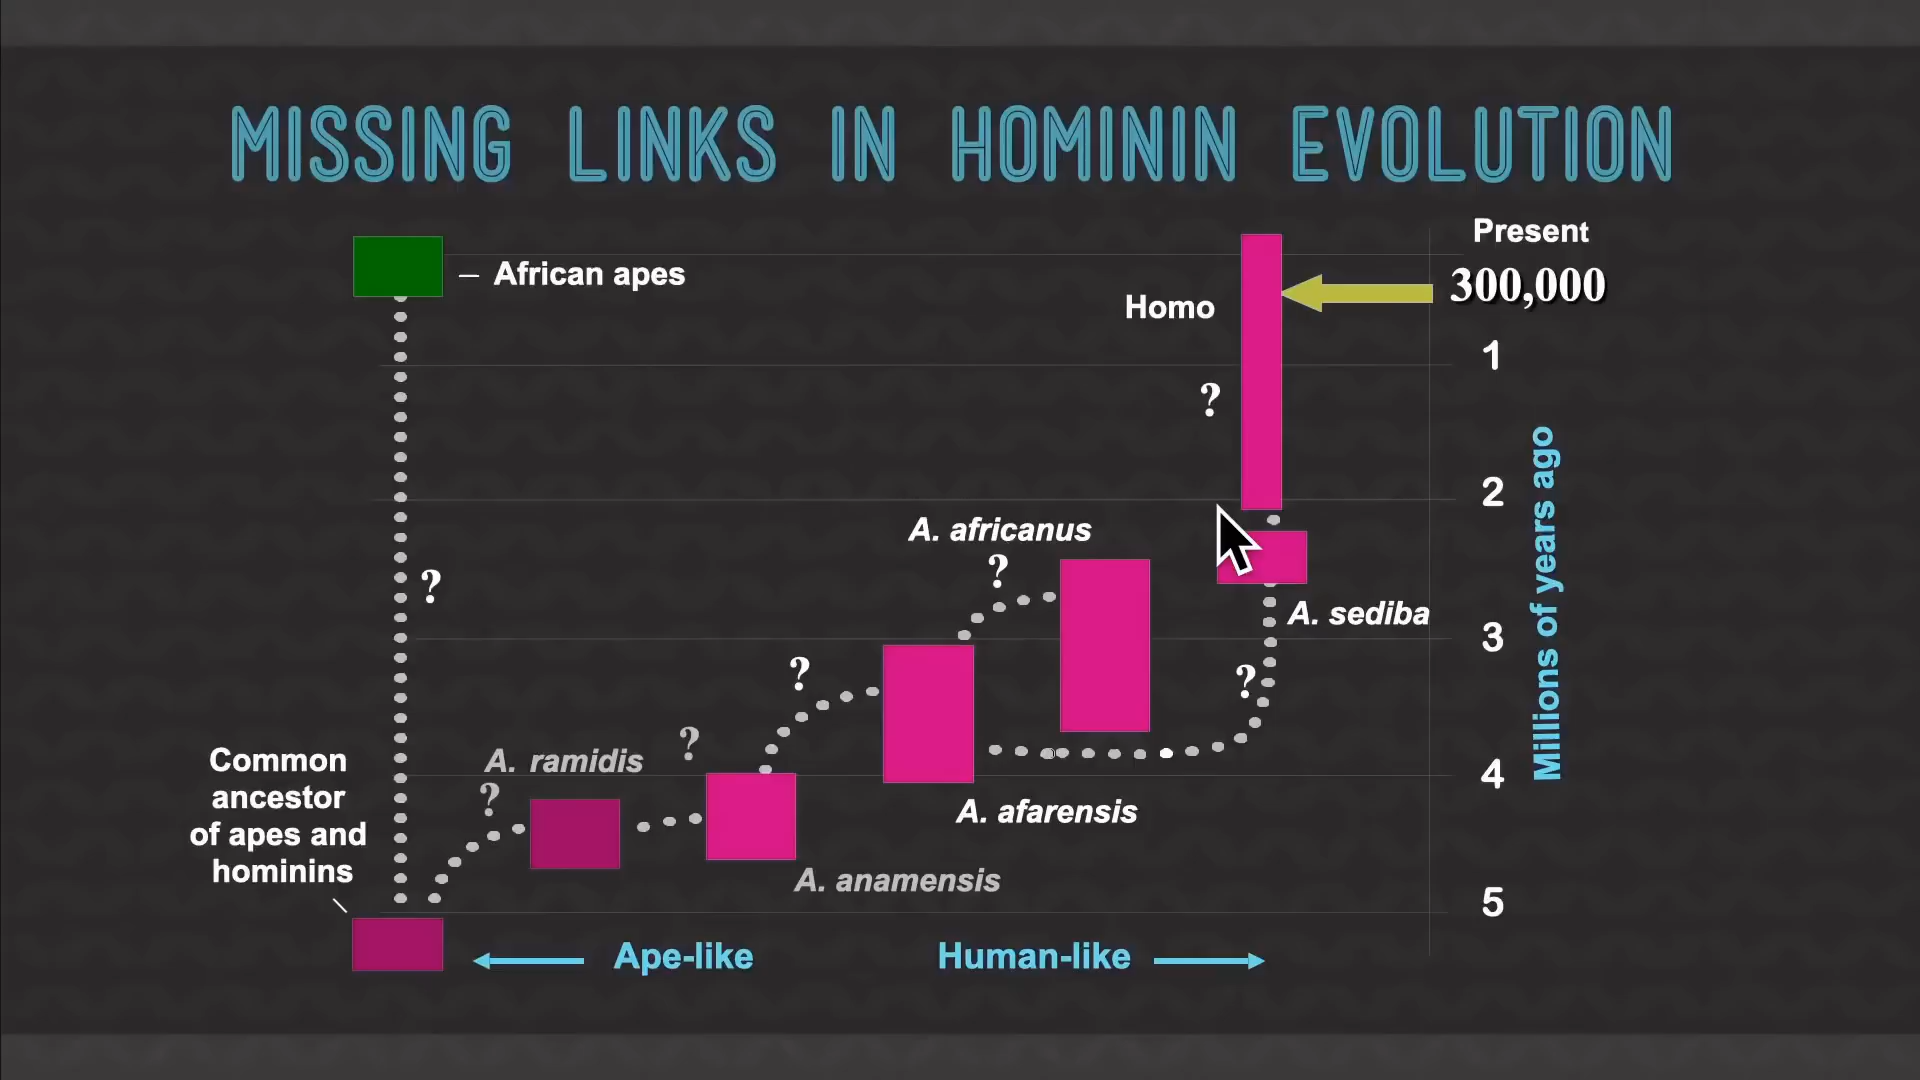 MISSING LINKS IN HOMININ EVOLUTION
Present
African apes
300,000
Homo
1
?
2
A. africanus
?
?
A. sediba
3
?
?
Millions of years ago
?
Common
ancestor
of apes and
hominins
A. ramidis
?
4
A. afarensis
A. anamensis
5
Ape-like
Human-like